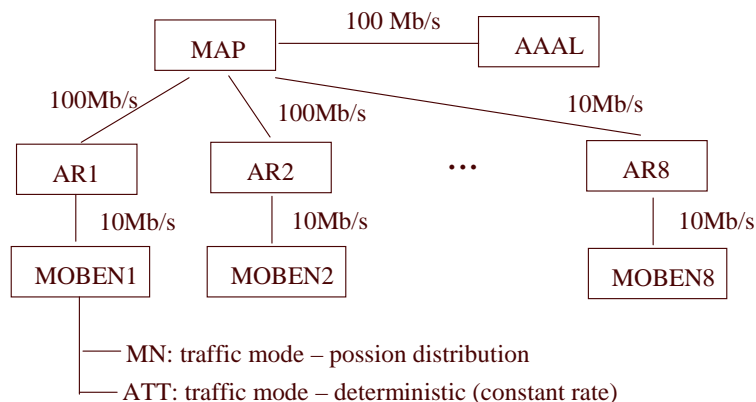 100 Mb/s
MAP
AAAL
100Mb/s
100Mb/s
10Mb/s
AR1
AR2
...
AR8
10Mb/s
10Mb/s
10Mb/s
MOBEN1
MOBEN2
MOBEN8
MN: traffic mode – possion distribution
ATT: traffic mode – deterministic (constant rate)